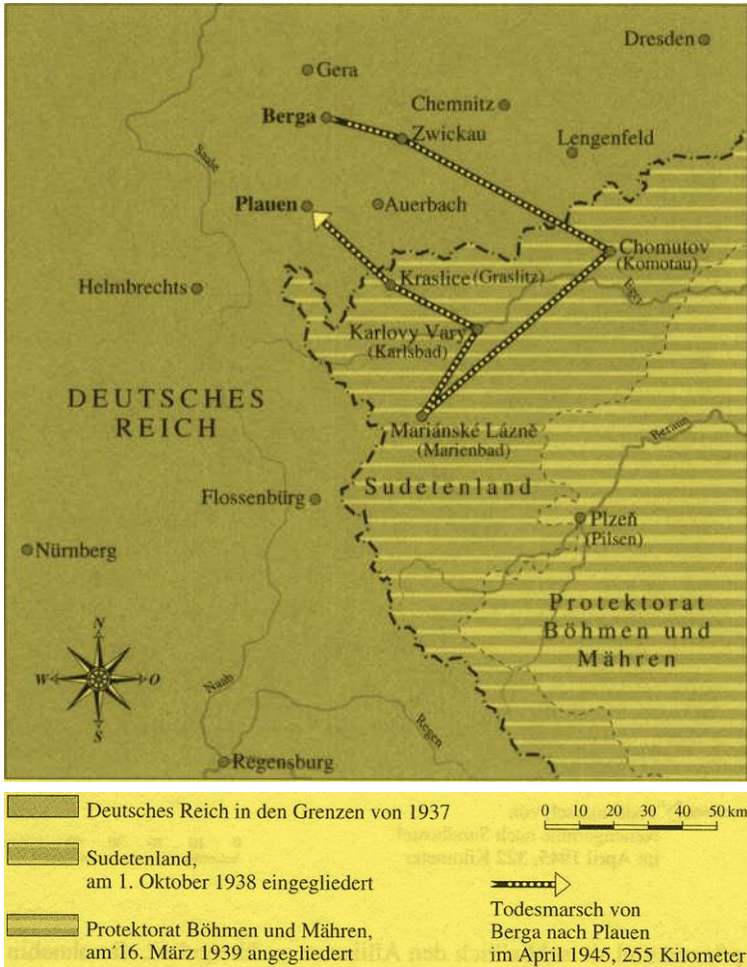 Dresden
Gera
Chemnitz
Berga
Zwickau
Lengenfeld
Saale
Plauen
Auerbach
Chomutov
(Komotau)
Kraslice (Graslitz)
Helmbrechts
Eger
Karlovy Vary
(Karlsbad)
DEUTSCHES
REICH
Mariánské Lázně
(Marienbad)
Beraun
Sudetenland
Flossenbürg
Plzeň
(Pilsen)
Nürnberg
Protektorat
Böhmen und
Mähren
N
W
O
S
Naab
Regen
Regensburg
Deutsches Reich in den Grenzen von 1937
0 10 20 30 40 50 km
Sudetenland,
am 1. Oktober 1938 eingegliedert
Todesmarsch von
Berga nach Plauen
im April 1945, 255 Kilometer
Protektorat Böhmen und Mähren,
am 16. März 1939 angegliedert